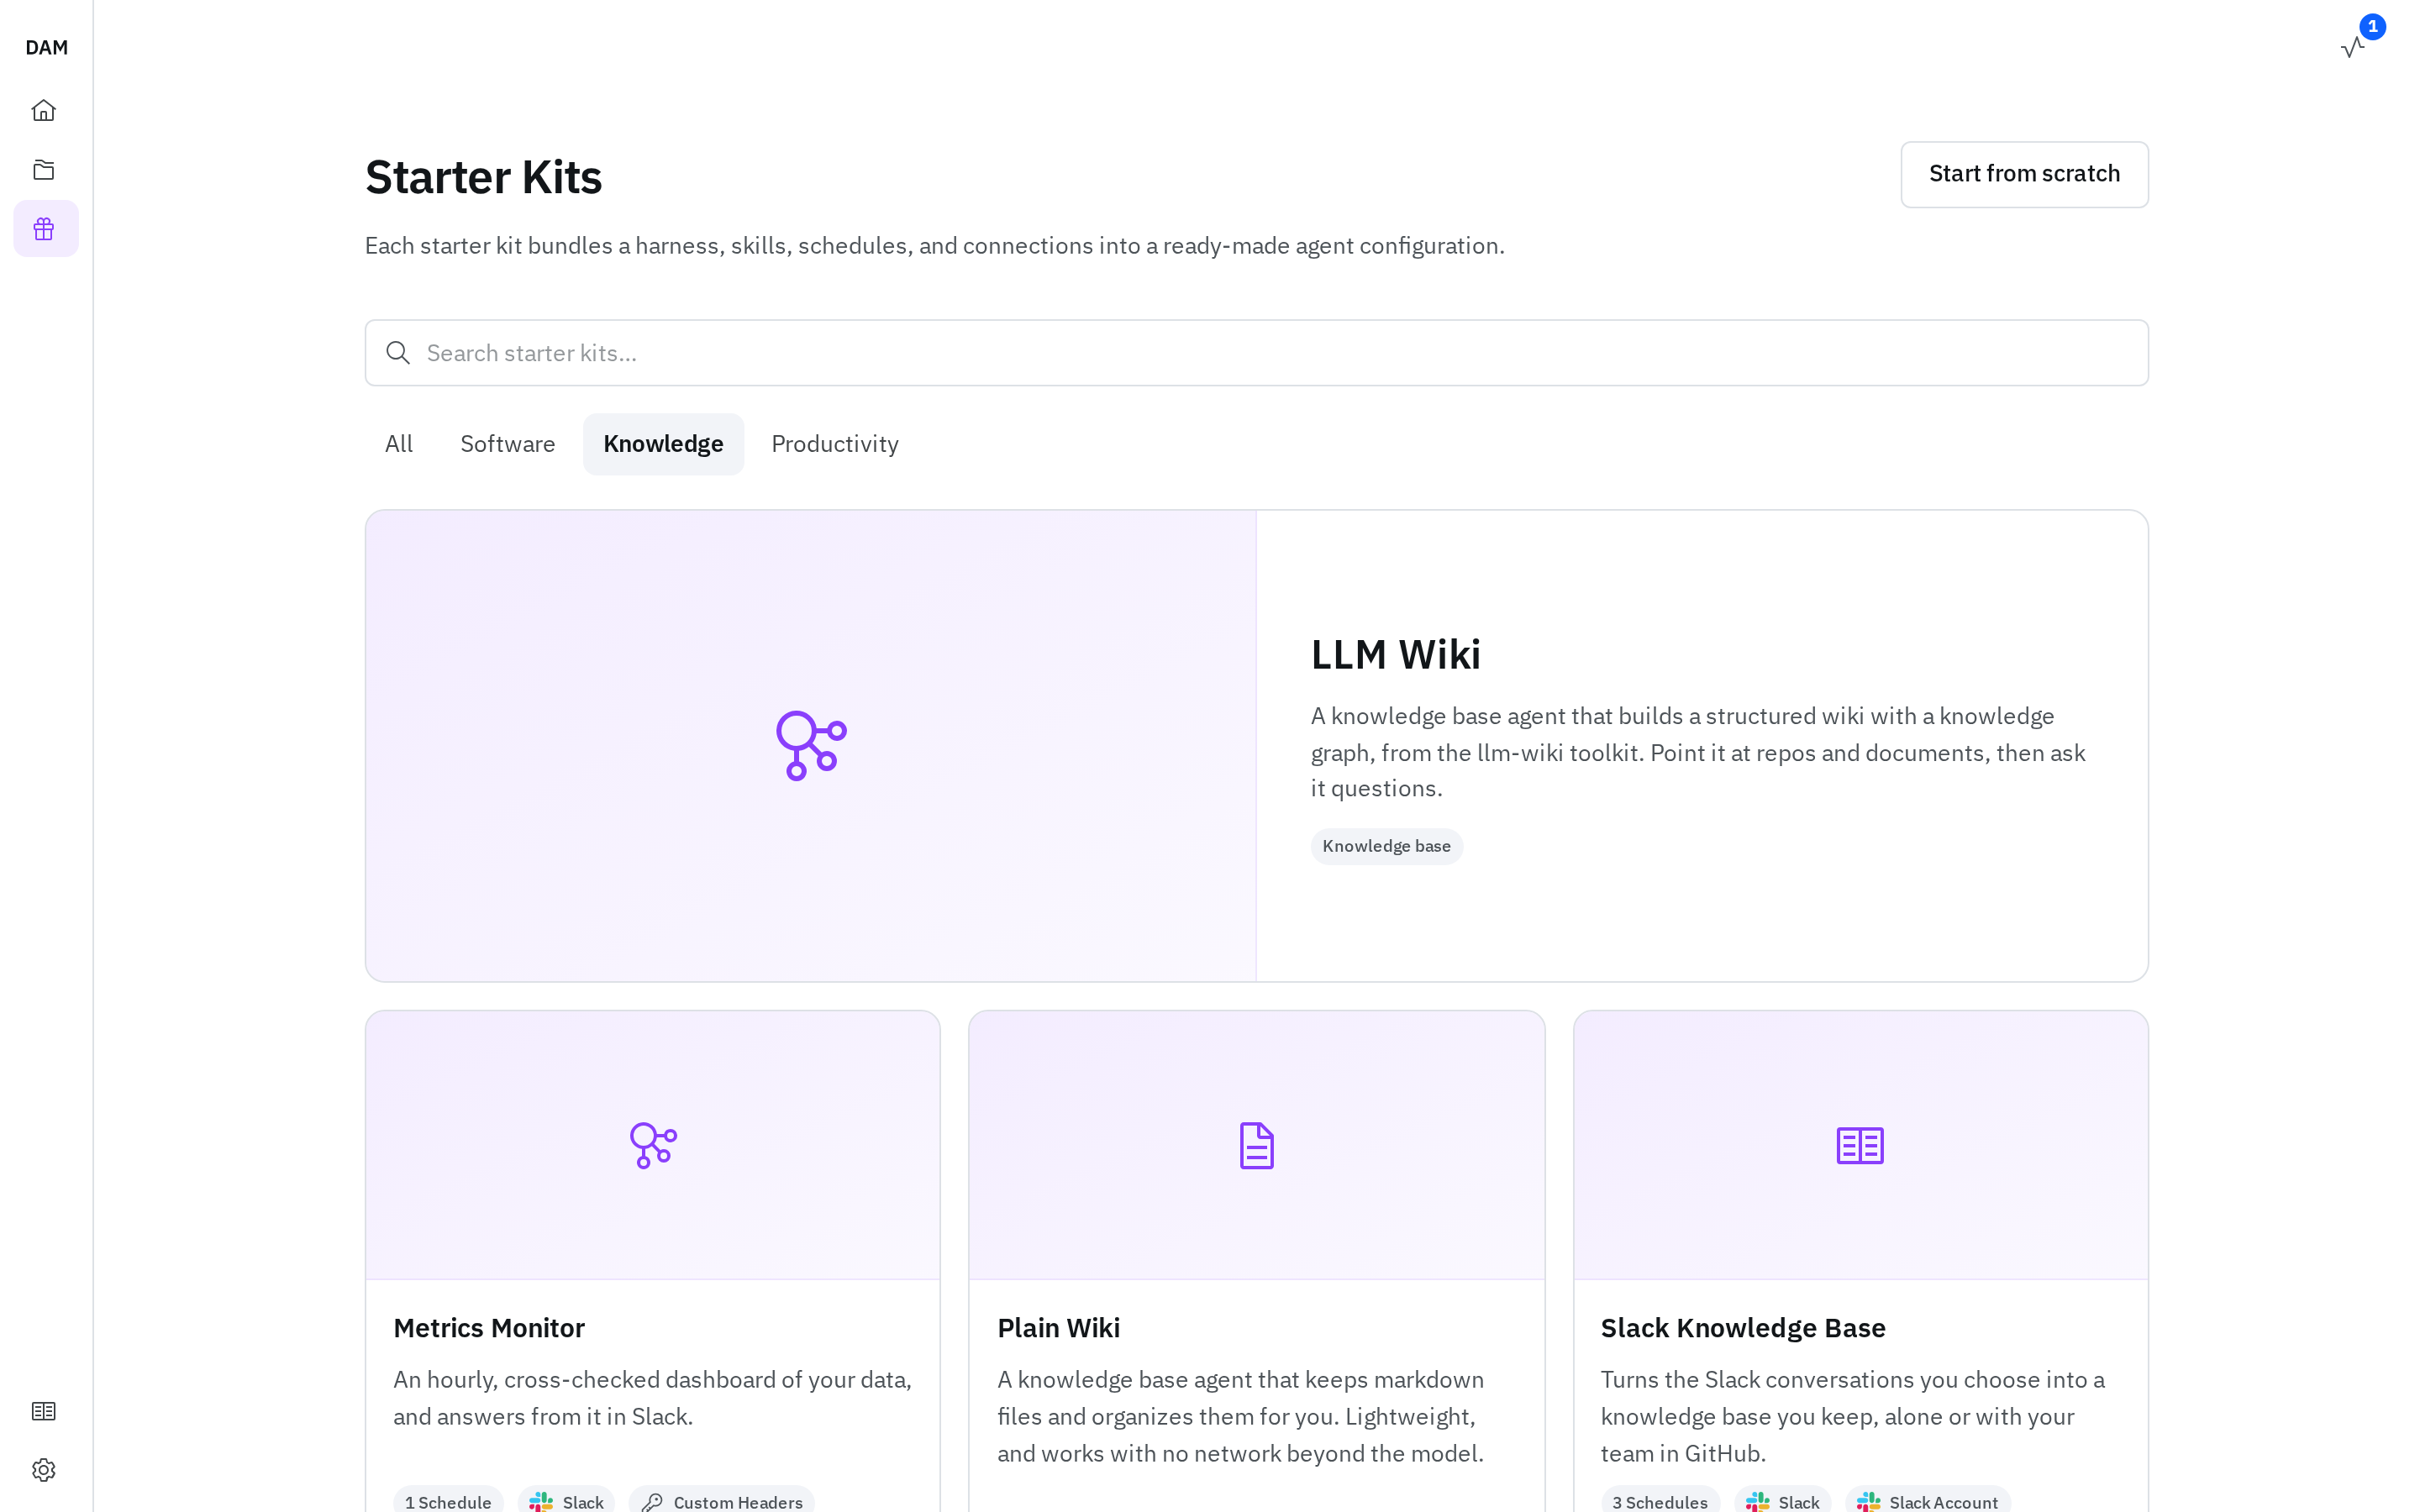 DAM
1
Starter Kits
Start from scratch
Each starter kit bundles a harness, skills, schedules, and connections into a ready-made agent configuration.
Search starter kits...
All
Software
Knowledge
Productivity
LLM Wiki
A knowledge base agent that builds a structured wiki with a knowledge
graph, from the llm-wiki toolkit. Point it at repos and documents, then ask
it questions.
Knowledge base
Metrics Monitor
An hourly, cross-checked dashboard of your data,
and answers from it in Slack.
1 Schedule
Slack
Custom Headers
Plain Wiki
A knowledge base agent that keeps markdown
files and organizes them for you. Lightweight,
and works with no network beyond the model.
Slack Knowledge Base
Turns the Slack conversations you choose into a
knowledge base you keep, alone or with your
team in GitHub.
3 Schedules
Slack
Slack Account